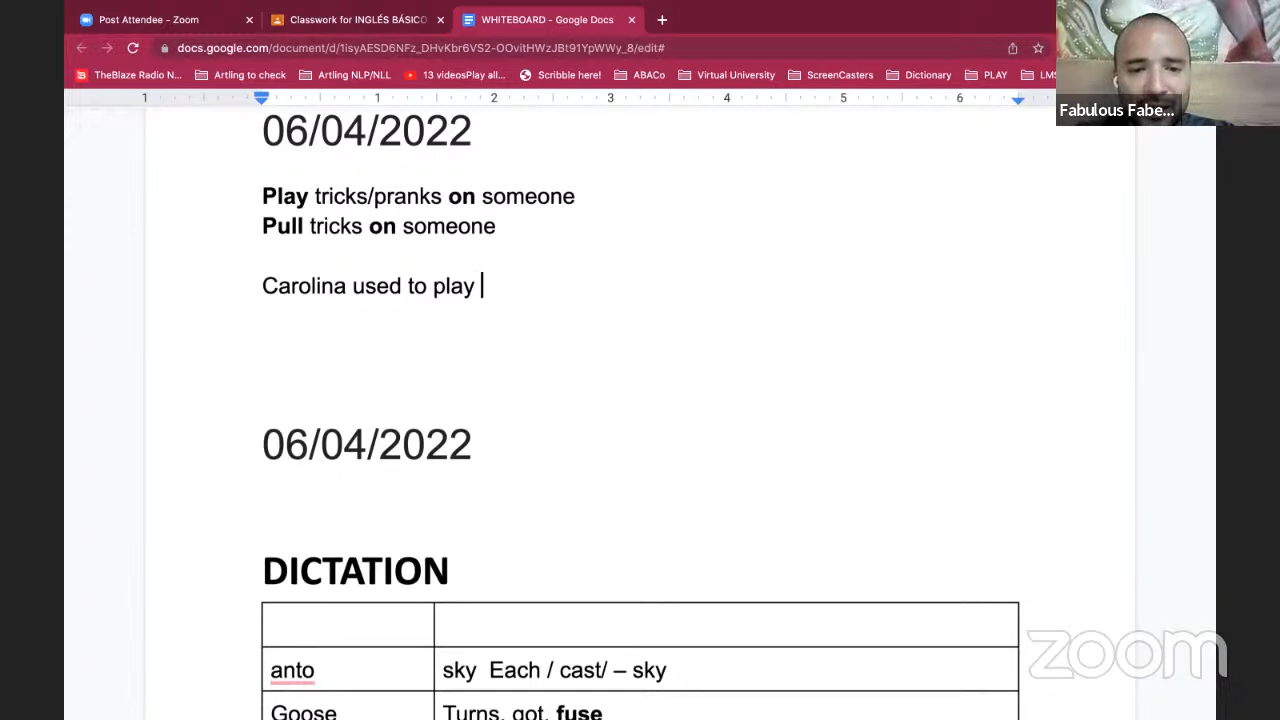 Post Attendee - Zoom
Classwork for INGLÉS BÁSICO
WHITEBOARD - Google Docs
docs.google.com/document/d/1isyAESD6NFz_DHvKbr6VS2-OOvitHWzJBt91YpWWy_8/edit#
TheBlaze Radio N... Artling to check Artling NLP/NLL 13 videosPlay all... Scribble here! ABACo Virtual University ScreenCasters Dictionary PLAY LMS
Fabulous Fabe...
1 1 2 3 4 5 6
06/04/2022
Play tricks/pranks on someone
Pull tricks on someone
Carolina used to play
06/04/2022
DICTATION
anto sky Each / cast/ – sky
Goose Turns, got, fuse
zoom